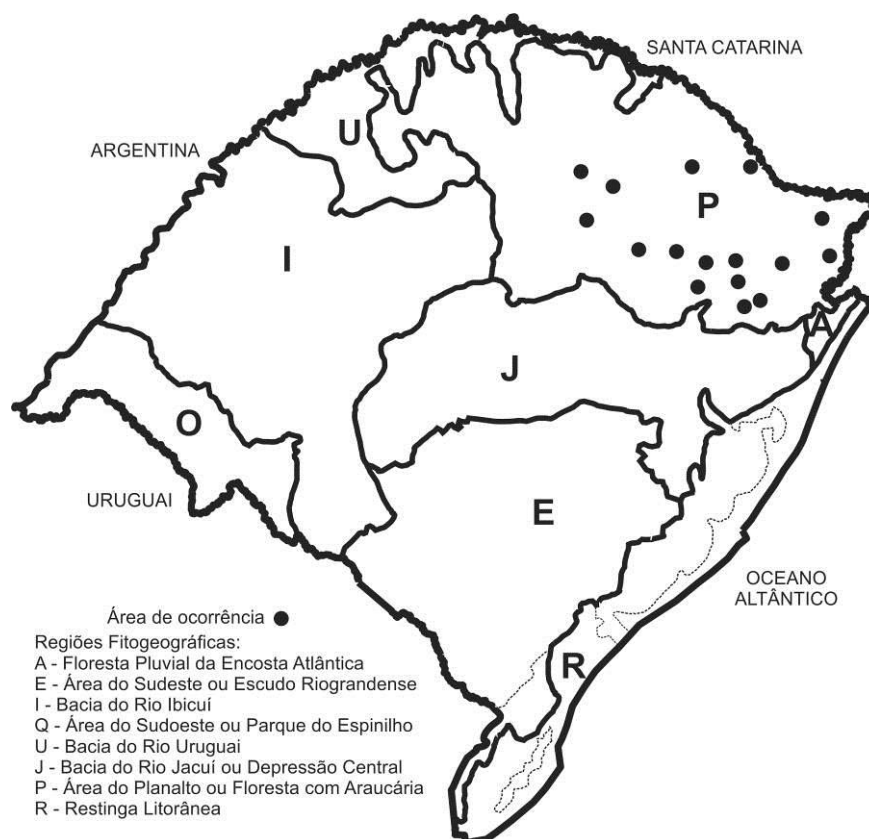 SANTA CATARINA
ARGENTINA
U
P
I
A
J
O
URUGUAI
E
OCEANO
ALTÂNTICO
R
Área de ocorrência
Regiões Fitogeográficas:
A - Floresta Pluvial da Encosta Atlântica
E - Área do Sudeste ou Escudo Riograndense
I - Bacia do Rio Ibicuí
Q - Área do Sudoeste ou Parque do Espinilho
U - Bacia do Rio Uruguai
J - Bacia do Rio Jacuí ou Depressão Central
P - Área do Planalto ou Floresta com Araucária
R - Restinga Litorânea